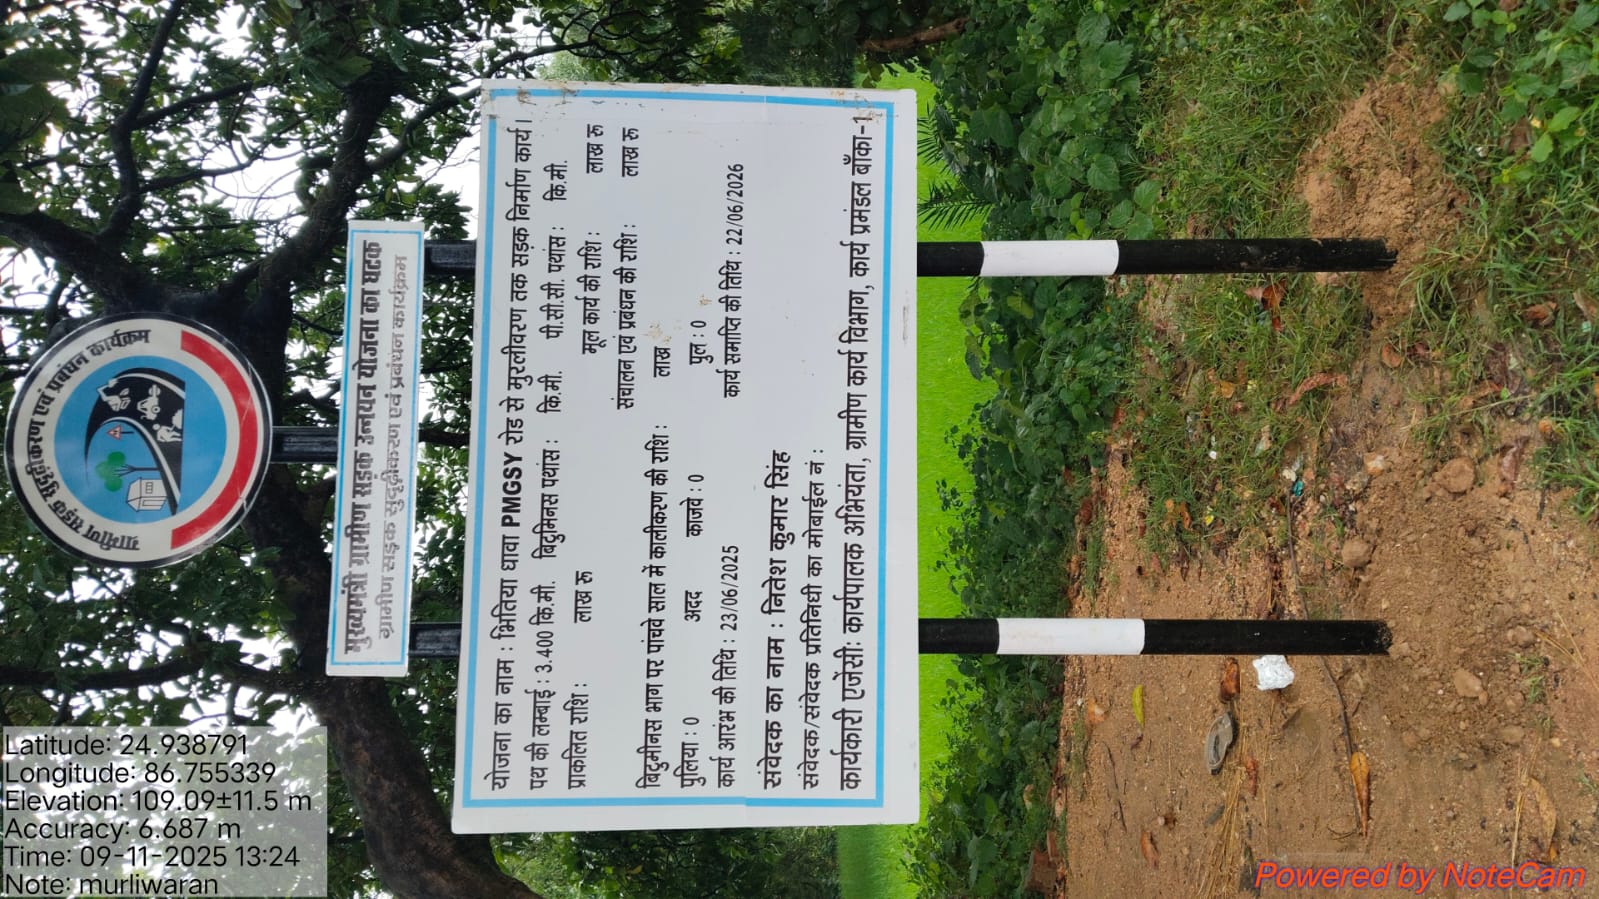 ग्रामीण सड़क सुदृढ़ीकरण एवं प्रबंधन कार्यक्रम
मुख्यमंत्री ग्रामीण सड़क उन्नयन योजना का घटक
ग्रामीण सड़क सुदृढ़ीकरण एवं प्रबंधन कार्यक्रम
योजना का नाम : भितिया धावा PMGSY रोड से मुरलीवरण तक सड़क निर्माण कार्य।
पथ की लम्बाई : 3.400 कि.मी. बिटुमिनस पथांस : कि.मी. पी.सी.सी. पथांस : कि.मी.
प्राकलित राशि : लाख रू मूल कार्य की राशि : लाख रू
संचालन एवं प्रबंधन की राशि : लाख रू
बिटुमीनस भाग पर पांचवे साल में कालीकरण की राशि : लाख
पुलिया : 0 अदद काजवे : 0 पुल : 0
कार्य आरंभ की तिथि : 23/06/2025 कार्य समाप्ति की तिथि : 22/06/2026
संवेदक का नाम : नितेश कुमार सिंह
संवेदक/संवेदक प्रतिनिधी का मोबाईल नं :
कार्यकारी एजेंसी: कार्यपालक अभियंता, ग्रामीण कार्य विभाग, कार्य प्रमंडल बाँका-1
Latitude: 24.938791
Longitude: 86.755339
Elevation: 109.09±11.5 m
Accuracy: 6.687 m
Time: 09-11-2025 13:24
Note: murliwaran
Powered by NoteCam